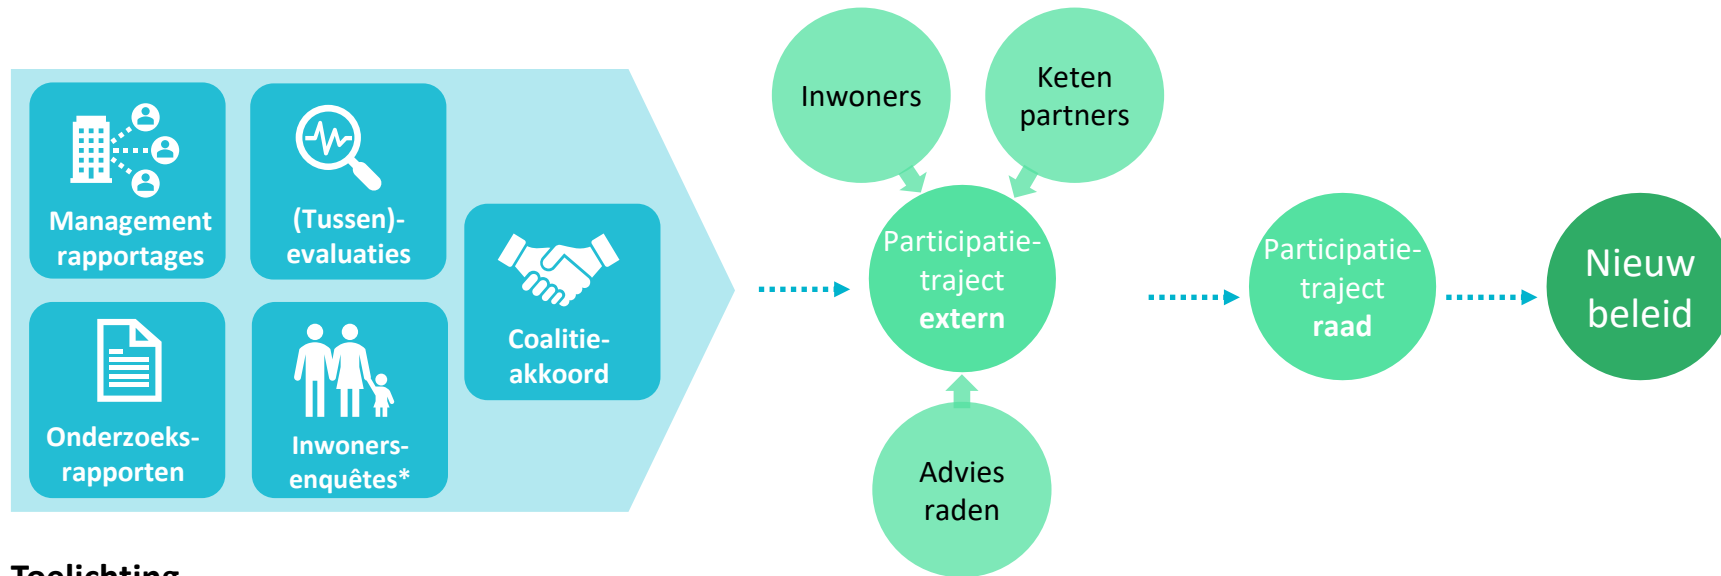 Management
rapportages
(Tussen)-
evaluaties
Onderzoeks-
rapporten
Inwoners-
enquêtes*
Coalitie-
akkoord
Inwoners
Keten
partners
Participatie-
traject
extern
Advies
raden
Participatie-
traject
raad
Nieuw
beleid
Toelichting